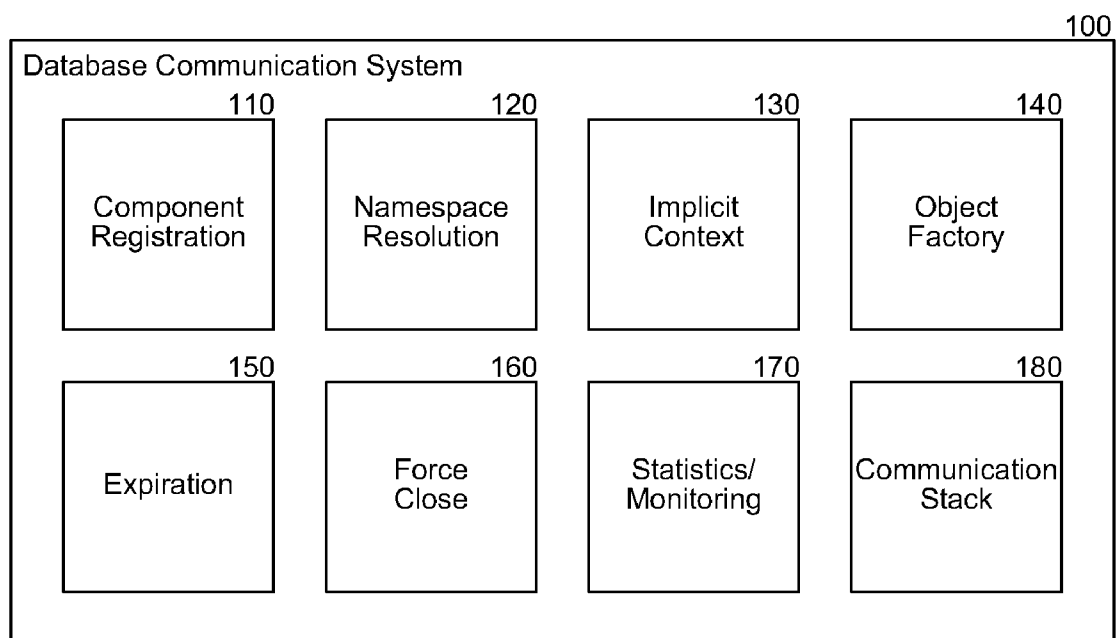 100
Database Communication System
110
120
130
140
Component
Registration
Namespace
Resolution
Implicit
Context
Object
Factory
150
160
170
180
Expiration
Force
Close
Statistics/
Monitoring
Communication
Stack